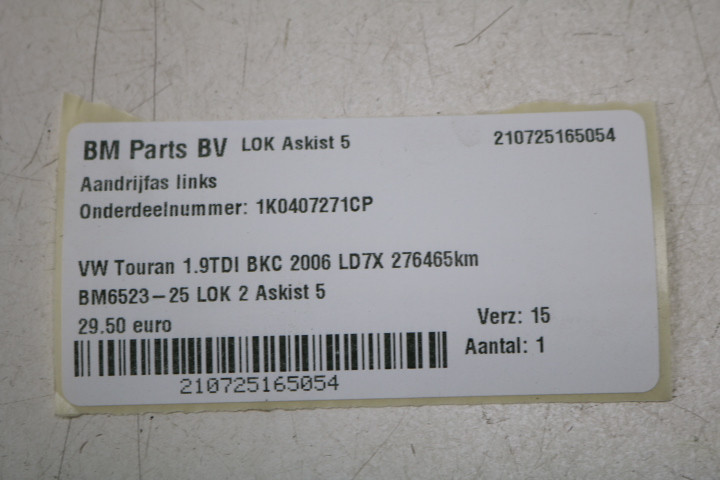 BM Parts BV LOK Askist 5 210725165054
Aandrijfas links
Onderdeelnummer: 1K0407271CP
VW Touran 1.9TDI BKC 2006 LD7X 276465km
BM6523-25 LOK 2 Askist 5
29.50 euro Verz: 15
Aantal: 1
210725165054